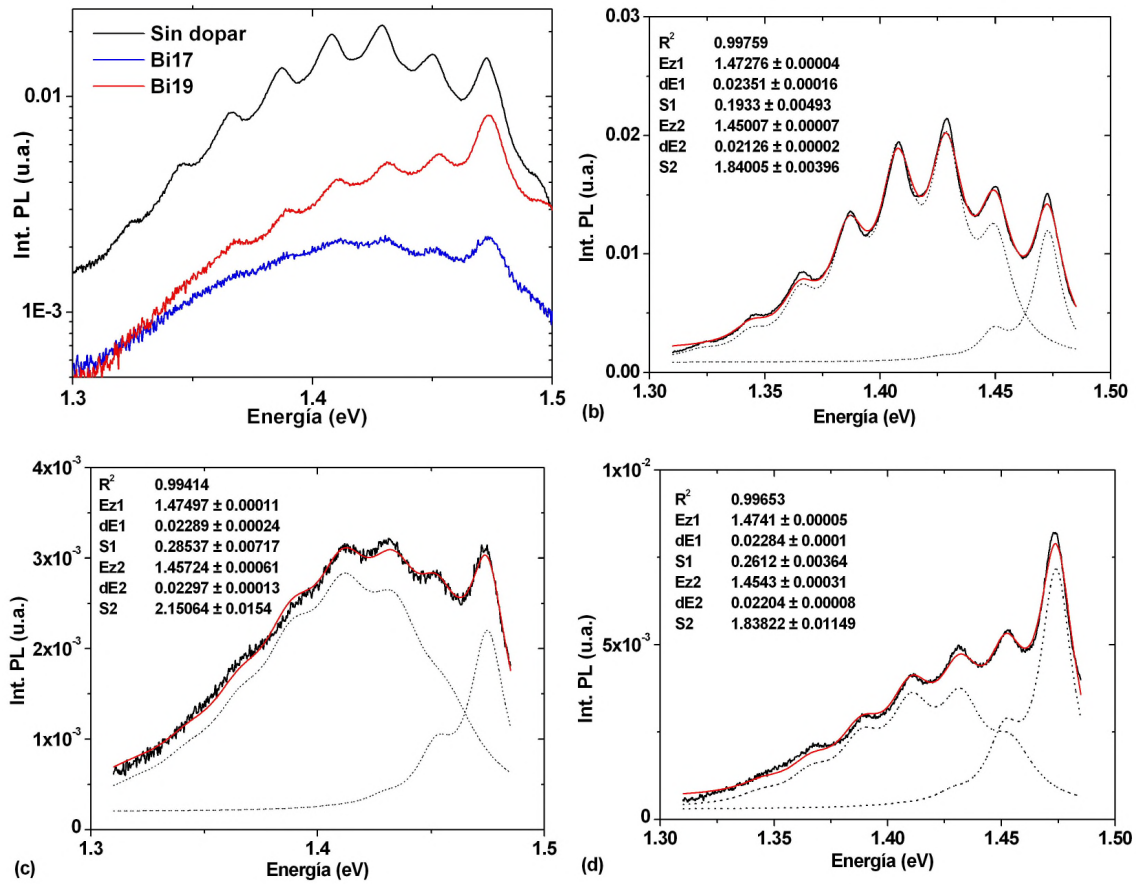 Sin dopar
Bi17
Bi19
0.01
1E-3
Int. PL (u.a.)
1.3
1.4
1.5
Energía (eV)
0.03
0.02
0.01
0.00
Int. PL (u.a.)
R² 0.99759
Ez1 1.47276 ± 0.00004
dE1 0.02351 ± 0.00016
S1 0.1933 ± 0.00493
Ez2 1.45007 ± 0.00007
dE2 0.02126 ± 0.00002
S2 1.84005 ± 0.00396
1.30 1.35 1.40 1.45 1.50
(b) Energía (eV)
4x10⁻³
3x10⁻³
2x10⁻³
1x10⁻³
0
Int. PL (u.a.)
R² 0.99414
Ez1 1.47497 ± 0.00011
dE1 0.02289 ± 0.00024
S1 0.28537 ± 0.00717
Ez2 1.45724 ± 0.00061
dE2 0.02297 ± 0.00013
S2 2.15064 ± 0.0154
1.3 1.4 1.5
(c) Energía (eV)
1x10⁻²
5x10⁻³
0
Int. PL (u.a.)
R² 0.99653
Ez1 1.4741 ± 0.00005
dE1 0.02284 ± 0.0001
S1 0.2612 ± 0.00364
Ez2 1.4543 ± 0.00031
dE2 0.02204 ± 0.00008
S2 1.83822 ± 0.01149
1.30 1.35 1.40 1.45 1.50
(d) Energía (eV)